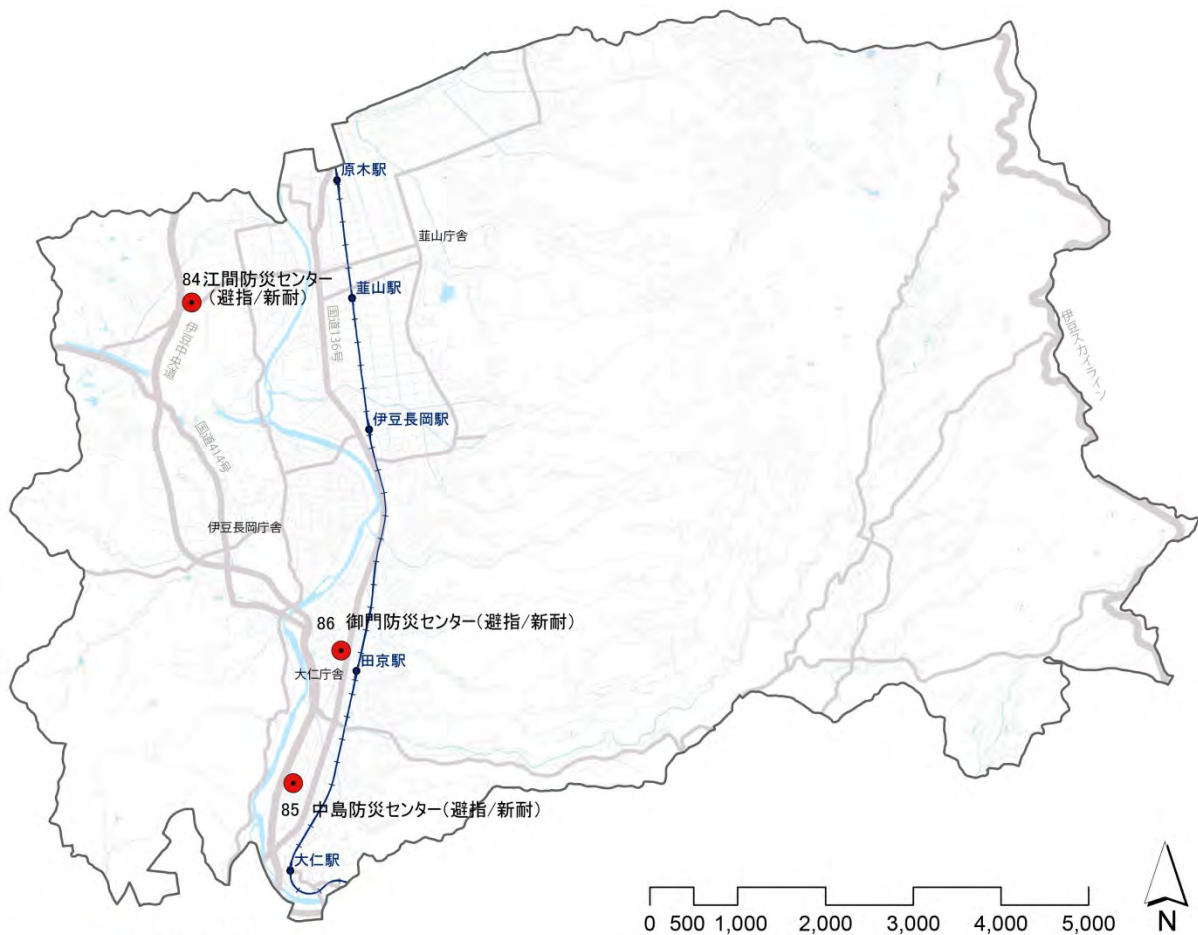 原木駅
韮山庁舎
84江間防災センター
(避指/新耐)
韮山駅
国道136号
伊豆中央道
伊豆スカイライン
伊豆長岡駅
国道414号
伊豆長岡庁舎
86 御門防災センター(避指/新耐)
田京駅
大仁庁舎
85 中島防災センター(避指/新耐)
大仁駅
0 500 1,000 2,000 3,000 4,000 5,000
N